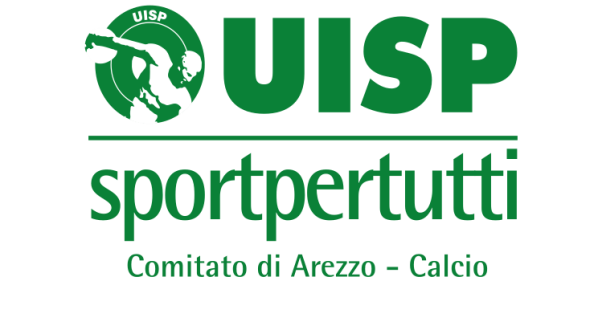 UISP
UISP
sportpertutti
Comitato di Arezzo - Calcio